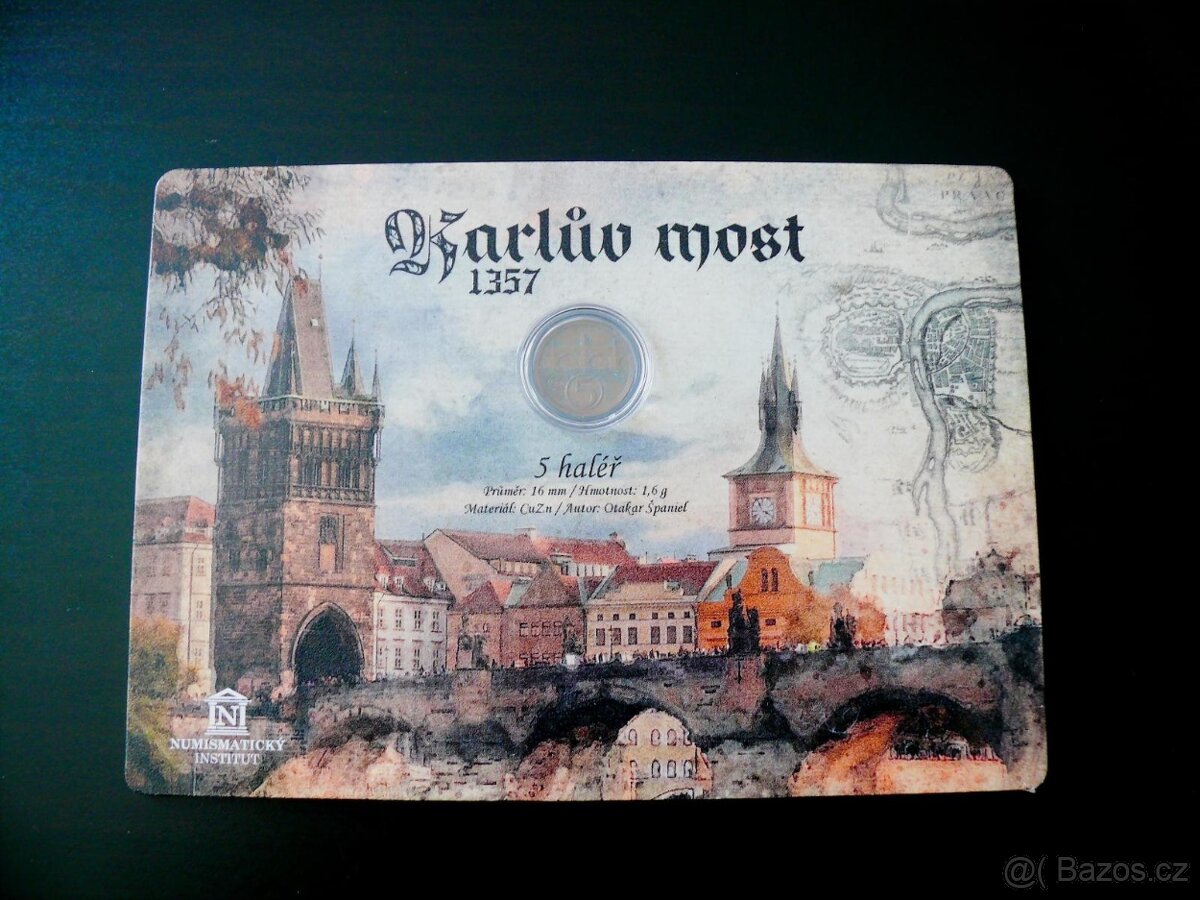 Karlův most
1357
5
5 haléř
Průměr: 16 mm / Hmotnost: 1,6 g
Materiál: CuZn / Autor: Otakar Španiel
N
NUMISMATICKÝ
INSTITUT
@( Bazos.cz